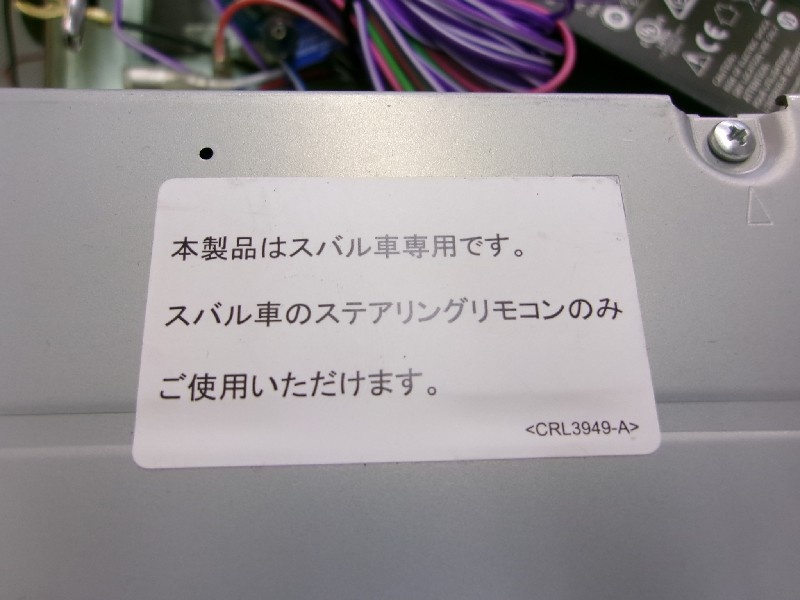 本製品はスバル車専用です。
スバル車のステアリングリモコンのみ
ご使用いただけます。
<CRL3949-A>